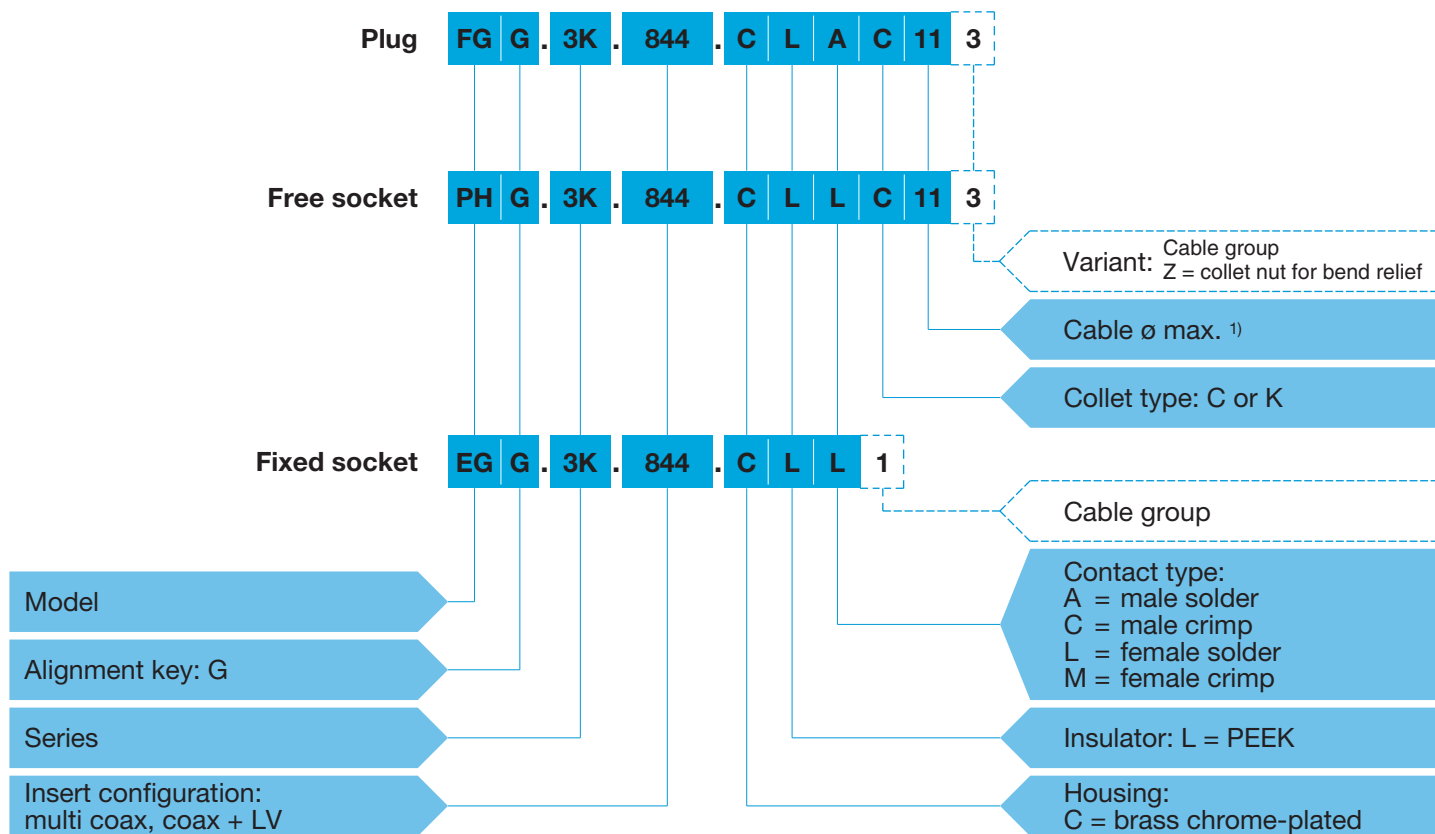 Plug FG G . 3K . 844 . C L A C 11 3
Free socket PH G . 3K . 844 . C L L C 11 3
Variant: Cable group
Z = collet nut for bend relief
Cable ø max. 1)
Collet type: C or K
Fixed socket EG G . 3K . 844 . C L L 1
Cable group
Contact type:
A = male solder
C = male crimp
L = female solder
M = female crimp
Model
Alignment key: G
Series
Insulator: L = PEEK
Insert configuration:
multi coax, coax + LV
Housing:
C = brass chrome-plated